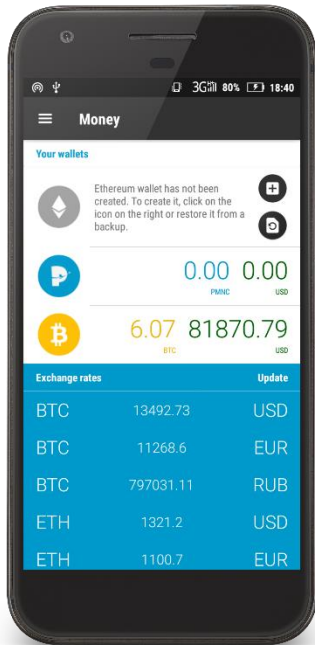 3G 80% 18:40
Money
Your wallets
Ethereum wallet has not been
created. To create it, click on the
icon on the right or restore it from a
backup.
0.00 0.00
PMNC USD
6.07 81870.79
BTC USD
Exchange rates Update
BTC 13492.73 USD
BTC 11268.6 EUR
BTC 797031.11 RUB
ETH 1321.2 USD
ETH 1100.7 EUR